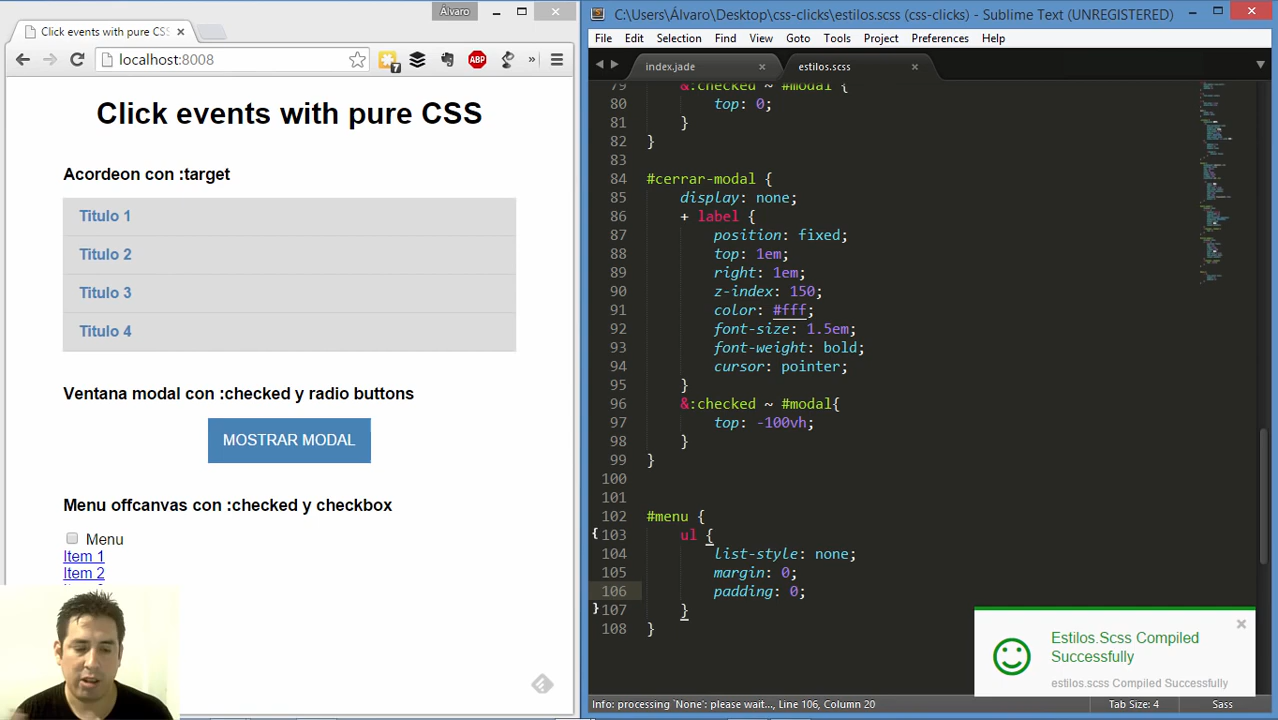 Álvaro
Click events with pure CSS
localhost:8008
7
ABP
Click events with pure CSS
Acordeon con :target
Titulo 1
Titulo 2
Titulo 3
Titulo 4
Ventana modal con :checked y radio buttons
MOSTRAR MODAL
Menu offcanvas con :checked y checkbox
Menu
Item 1
Item 2
C:\Users\Álvaro\Desktop\css-clicks\estilos.scss (css-clicks) - Sublime Text (UNREGISTERED)
File Edit Selection Find View Goto Tools Project Preferences Help
index.jade
estilos.scss
79 &:checked ~ #modal {
80 top: 0;
81 }
82 }
83
84 #cerrar-modal {
85 display: none;
86 + label {
87 position: fixed;
88 top: 1em;
89 right: 1em;
90 z-index: 150;
91 color: #fff;
92 font-size: 1.5em;
93 font-weight: bold;
94 cursor: pointer;
95 }
96 &:checked ~ #modal{
97 top: -100vh;
98 }
99 }
100
101
102 #menu {
103 ul {
104 list-style: none;
105 margin: 0;
106 padding: 0;
107 }
108 }
Estilos.Scss Compiled
Successfully
estilos.scss Compiled Successfully
Info: processing `None': please wait..., Line 106, Column 20
Tab Size: 4
Sass